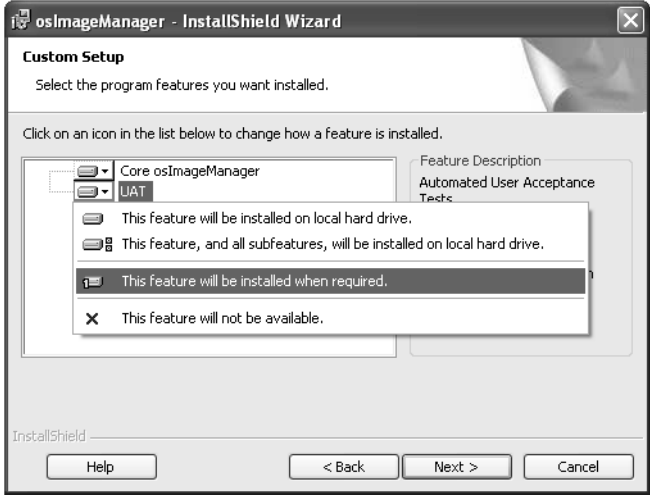 osImageManager - InstallShield Wizard
Custom Setup
Select the program features you want installed.
Click on an icon in the list below to change how a feature is installed.
Core osImageManager
UAT
Feature Description
Automated User Acceptance
Tests
This feature will be installed on local hard drive.
This feature, and all subfeatures, will be installed on local hard drive.
This feature will be installed when required.
This feature will not be available.
InstallShield
Help
< Back
Next >
Cancel